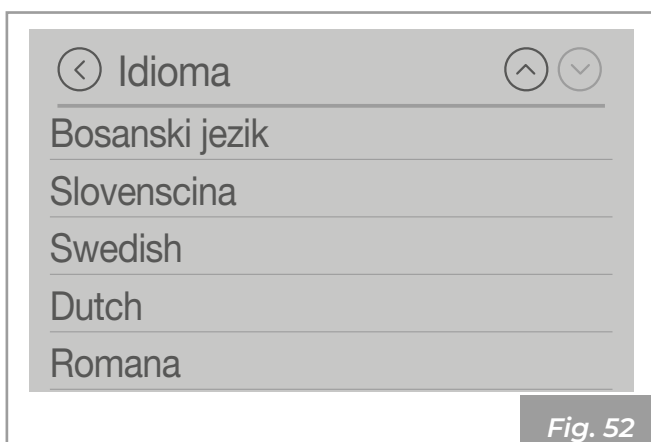 Idioma
Bosanski jezik
Slovenscina
Swedish
Dutch
Romana
Fig. 52